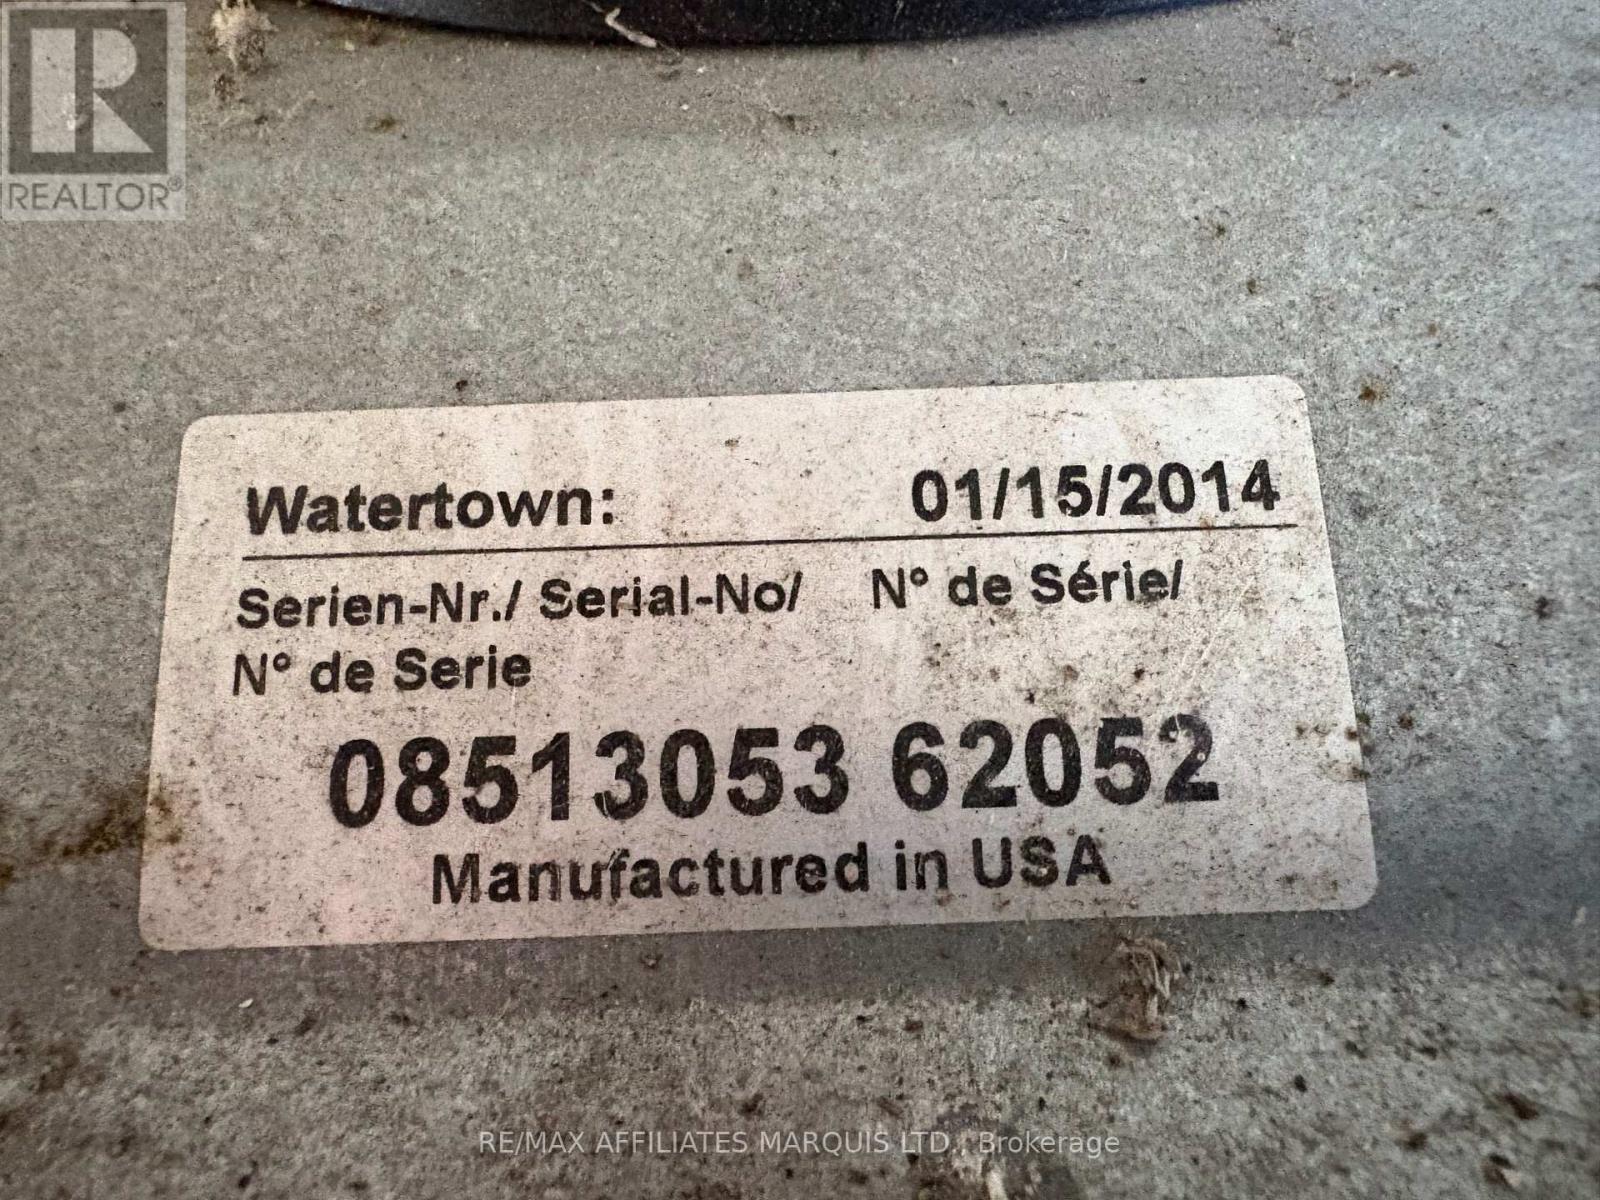 REALTOR®
Watertown: 01/15/2014
Serien-Nr./ Serial-No/ N° de Série/
N° de Serie
08513053 62052
Manufactured in USA
RE/MAX AFFILIATES MARQUIS LTD., Brokerage